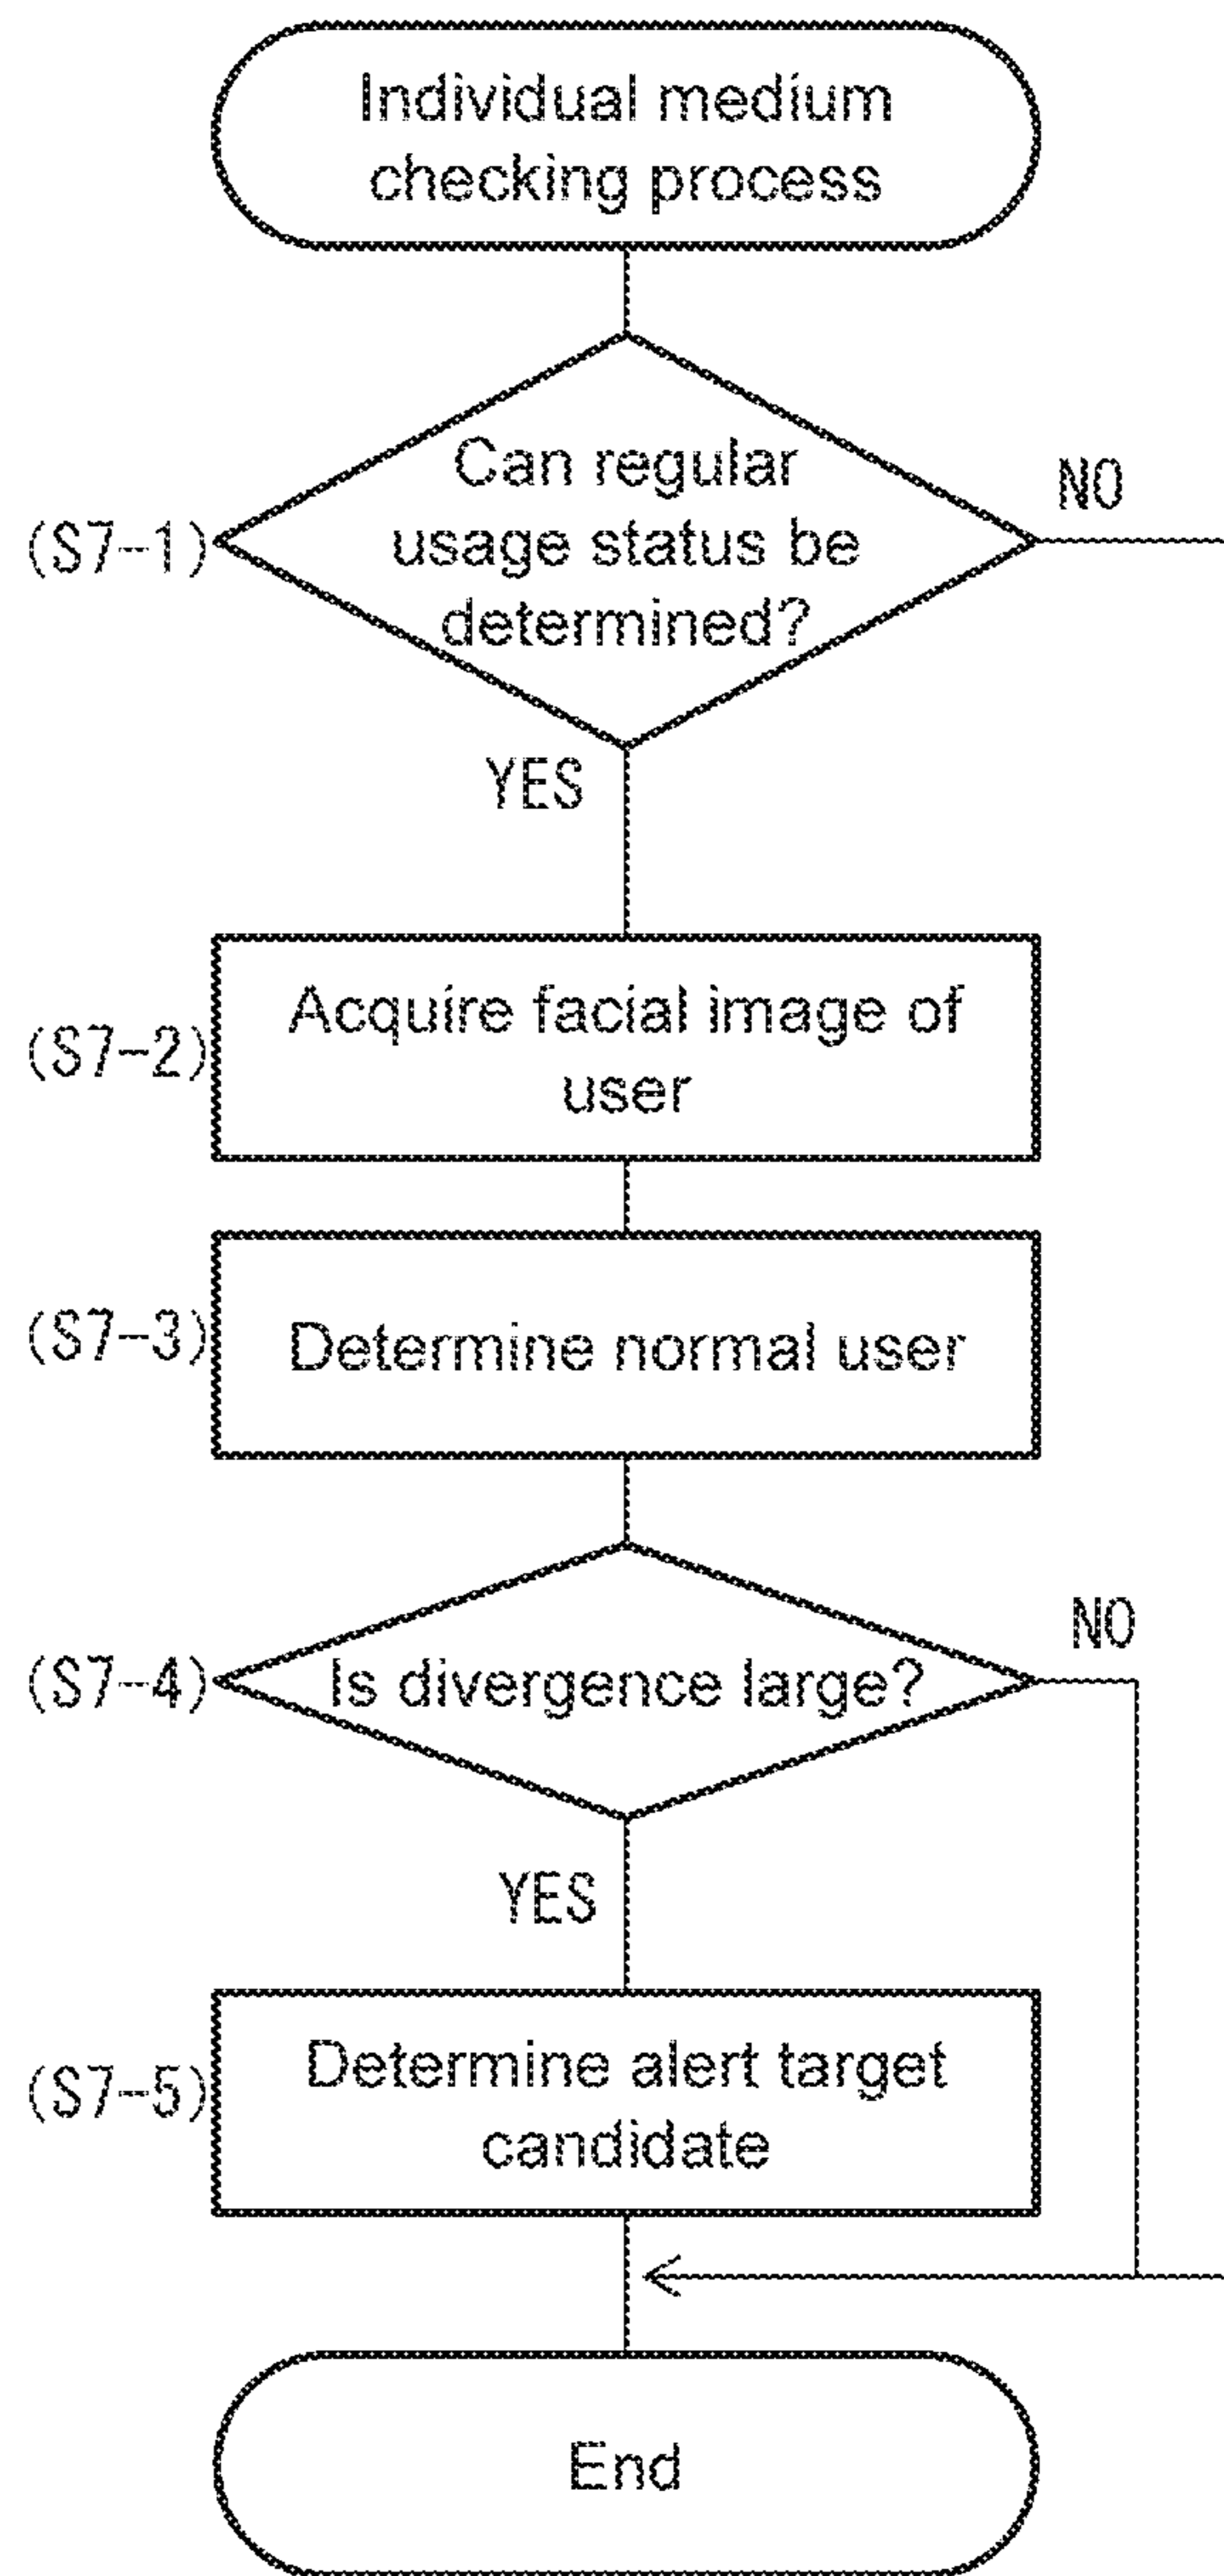 Individual medium
checking process
Can regular
(S7-1) usage status be
determined?
NO
YES
(S7-2) Acquire facial image of
user
(S7-3) Determine normal user
(S7-4) Is divergence large?
NO
YES
(S7-5) Determine alert target
candidate
End